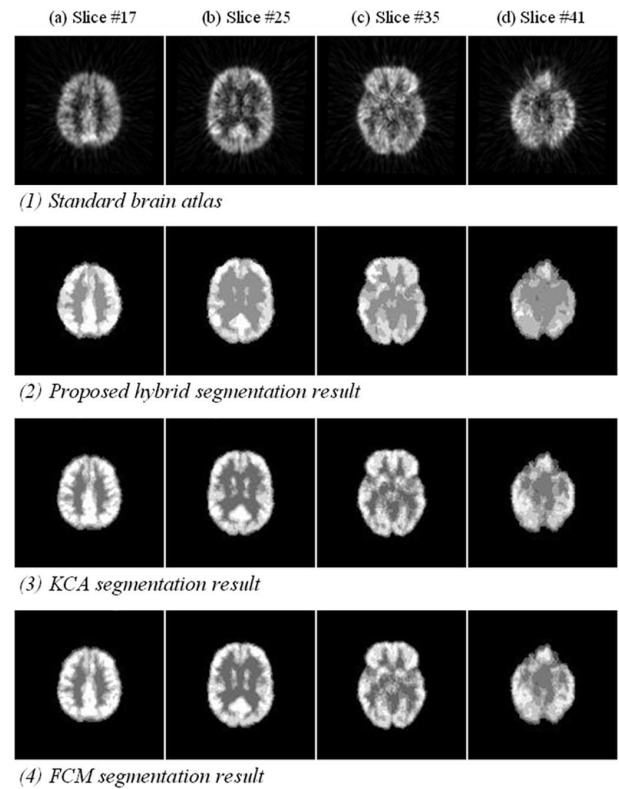 (a) Slice #17 (b) Slice #25 (c) Slice #35 (d) Slice #41
(1) Standard brain atlas
(2) Proposed hybrid segmentation result
(3) KCA segmentation result
(4) FCM segmentation result